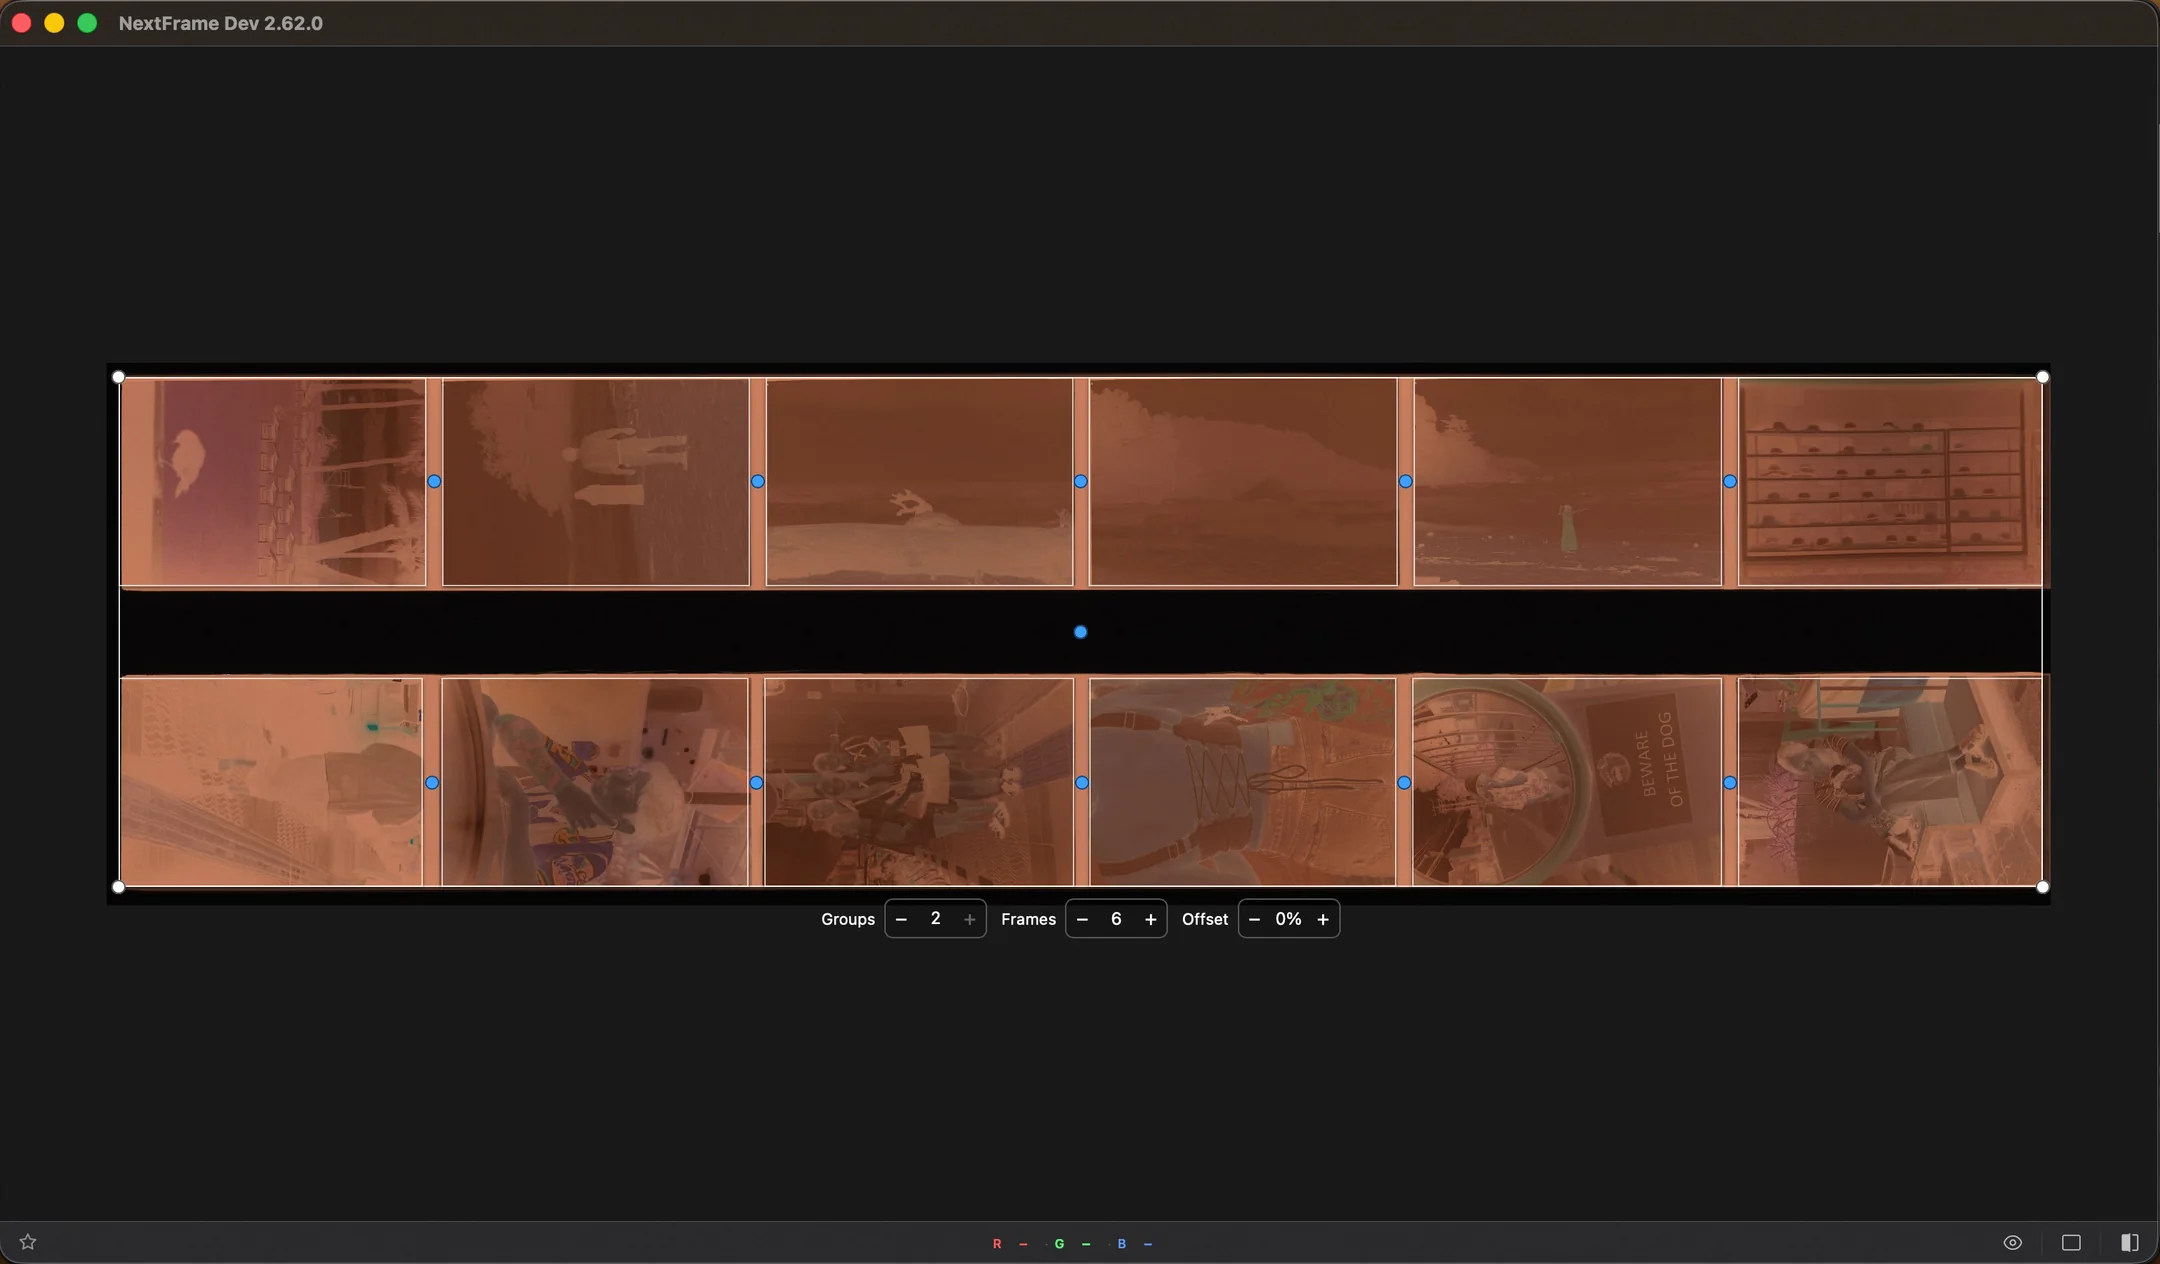 NextFrame Dev 2.62.0
BEWARE
OF THE DOG
Groups − 2 + Frames − 6 + Offset − 0% +
R – G – B –